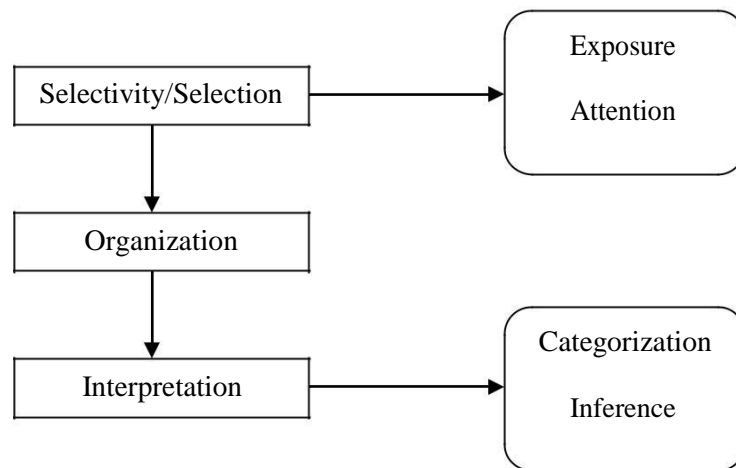 Exposure
Selectivity/Selection
Attention
Organization
Categorization
Interpretation
Inference